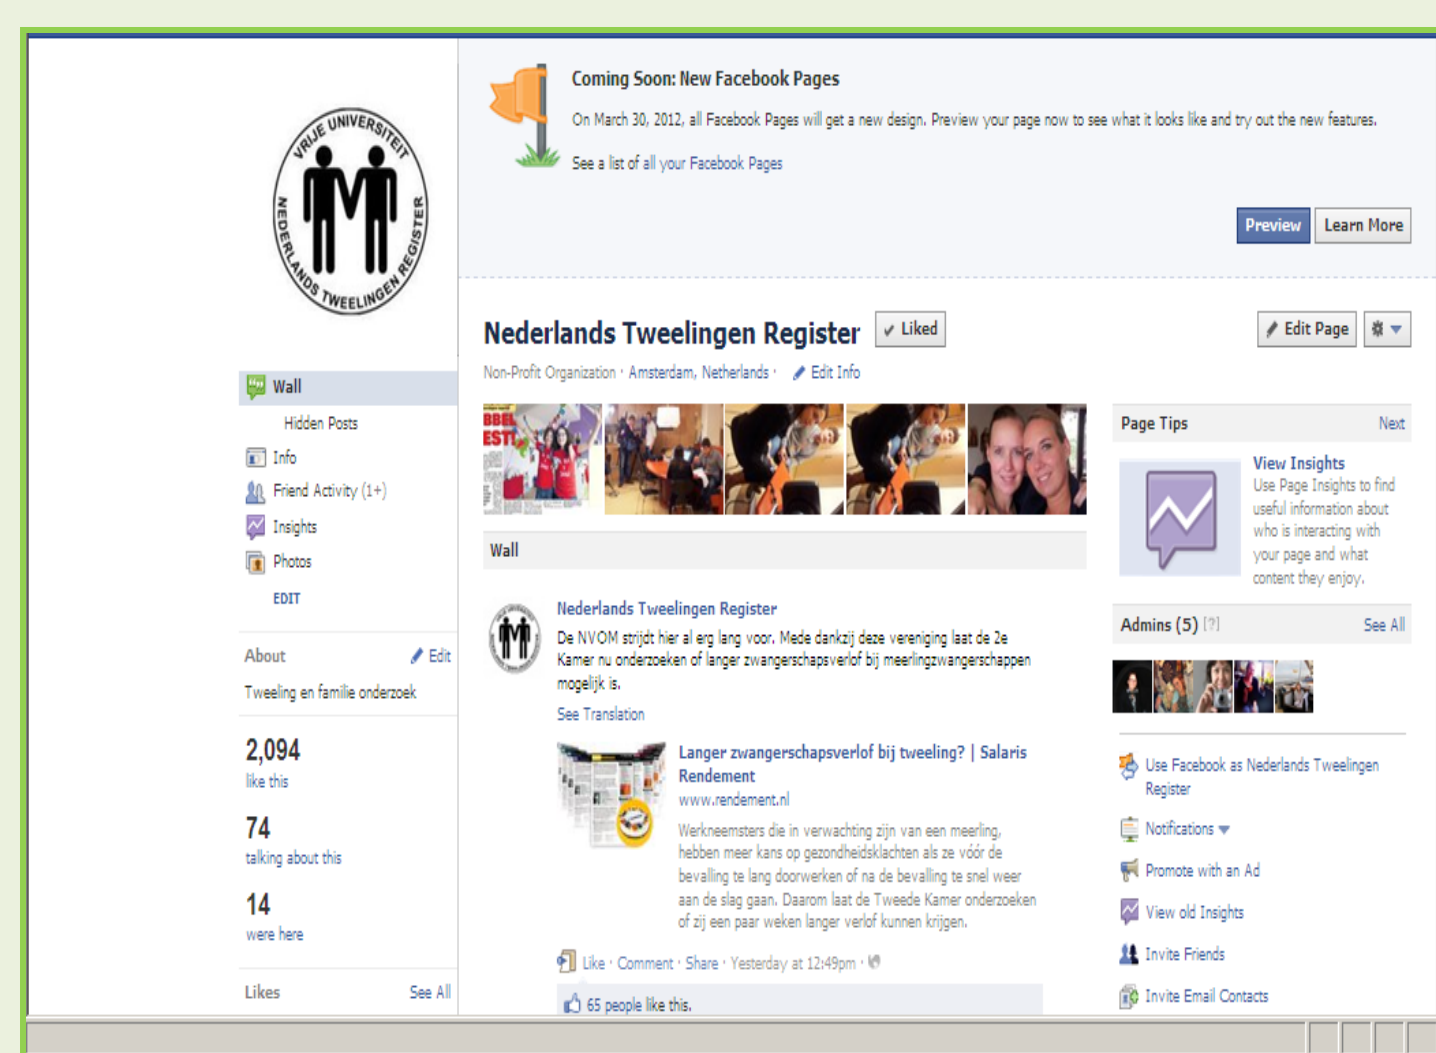 VRIJE UNIVERSITEIT
NEDERLANDS TWEELINGEN REGISTER
Coming Soon: New Facebook Pages
On March 30, 2012, all Facebook Pages will get a new design. Preview your page now to see what it looks like and try out the new features.
See a list of all your Facebook Pages
Preview
Learn More
Nederlands Tweelingen Register
Liked
Edit Page
Non-Profit Organization · Amsterdam, Netherlands ·
Edit Info
Wall
Hidden Posts
Info
Friend Activity (1+)
Insights
Photos
EDIT
About
Edit
Tweeling en familie onderzoek
2,094
like this
74
talking about this
14
were here
Likes
See All
BBEL
EST!
Wall
Nederlands Tweelingen Register
De NVOM strijdt hier al erg lang voor. Mede dankzij deze vereniging laat de 2e
Kamer nu onderzoeken of langer zwangerschapsverlof bij meerlingzwangerschappen
mogelijk is.
See Translation
Langer zwangerschapsverlof bij tweeling? | Salaris
Rendement
www.rendement.nl
Werkneemsters die in verwachting zijn van een meerling,
hebben meer kans op gezondheidsklachten als ze vóór de
bevalling te lang doorwerken of na de bevalling te snel weer
aan de slag gaan. Daarom laat de Tweede Kamer onderzoeken
of zij een paar weken langer verlof kunnen krijgen.
Like · Comment · Share · Yesterday at 12:49pm ·
65 people like this.
Page Tips
Next
View Insights
Use Page Insights to find
useful information about
who is interacting with
your page and what
content they enjoy.
Admins (5) [?]
See All
Use Facebook as Nederlands Tweelingen
Register
Notifications
Promote with an Ad
View old Insights
Invite Friends
Invite Email Contacts